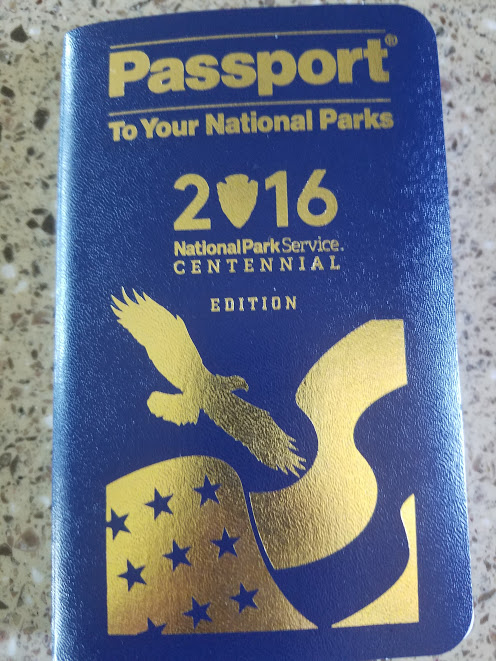 Passport®
To Your National Parks
2016
National Park Service.
CENTENNIAL
EDITION